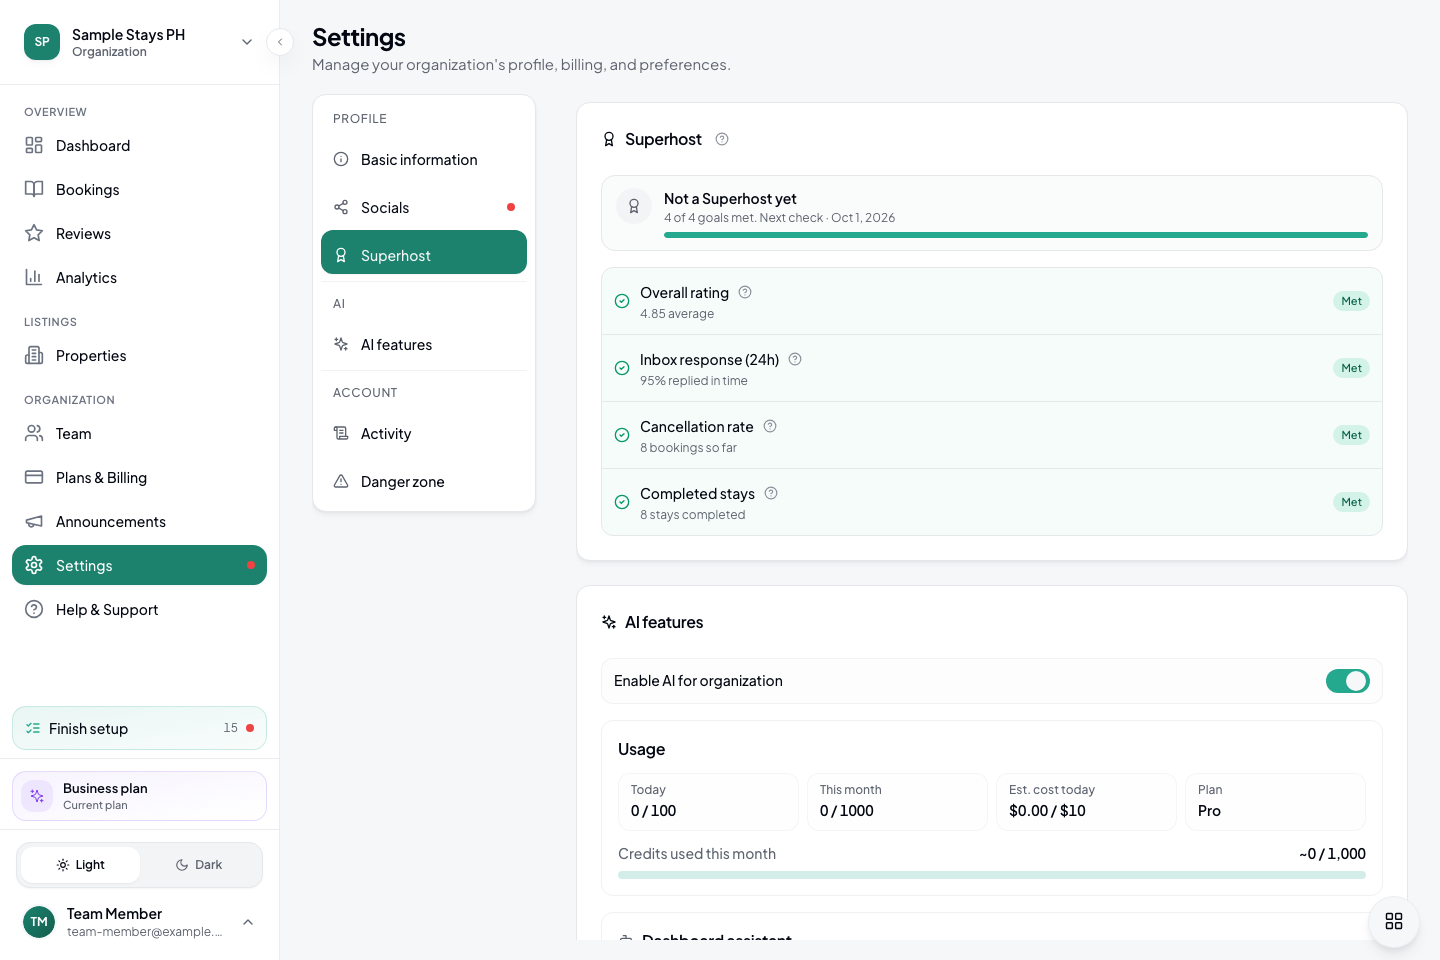 SP
Sample Stays PH
Organization
OVERVIEW
Dashboard
Bookings
Reviews
Analytics
LISTINGS
Properties
ORGANIZATION
Team
Plans & Billing
Announcements
Settings
Help & Support
Finish setup 15
Business plan
Current plan
Light Dark
TM
Team Member
team-member@example....
Settings
Manage your organization's profile, billing, and preferences.
PROFILE
Basic information
Socials
Superhost
AI
AI features
ACCOUNT
Activity
Danger zone
Superhost
Not a Superhost yet
4 of 4 goals met. Next check · Oct 1, 2026
Overall rating
4.85 average
Met
Inbox response (24h)
95% replied in time
Met
Cancellation rate
8 bookings so far
Met
Completed stays
8 stays completed
Met
AI features
Enable AI for organization
Usage
Today
0 / 100
This month
0 / 1000
Est. cost today
$0.00 / $10
Plan
Pro
Credits used this month ~0 / 1,000
Dashboard assistant